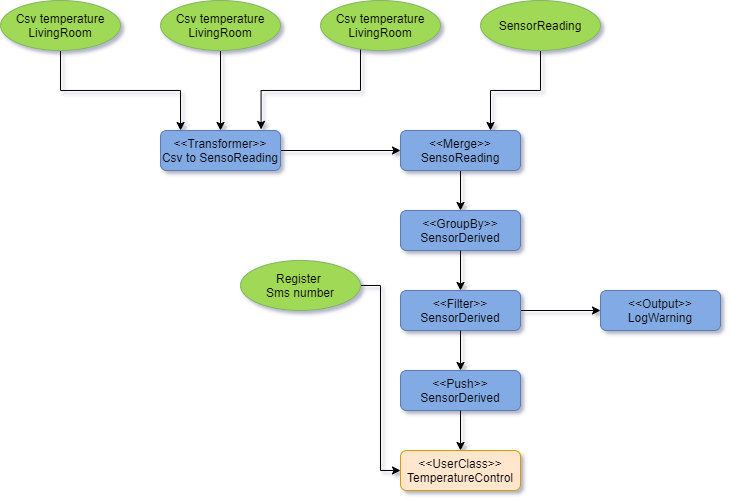 Csv temperature
LivingRoom
Csv temperature
LivingRoom
Csv temperature
LivingRoom
SensorReading
<<Transformer>>
Csv to SensoReading
<<Merge>>
SensoReading
<<GroupBy>>
SensorDerived
Register
Sms number
<<Filter>>
SensorDerived
<<Output>>
LogWarning
<<Push>>
SensorDerived
<<UserClass>>
TemperatureControl